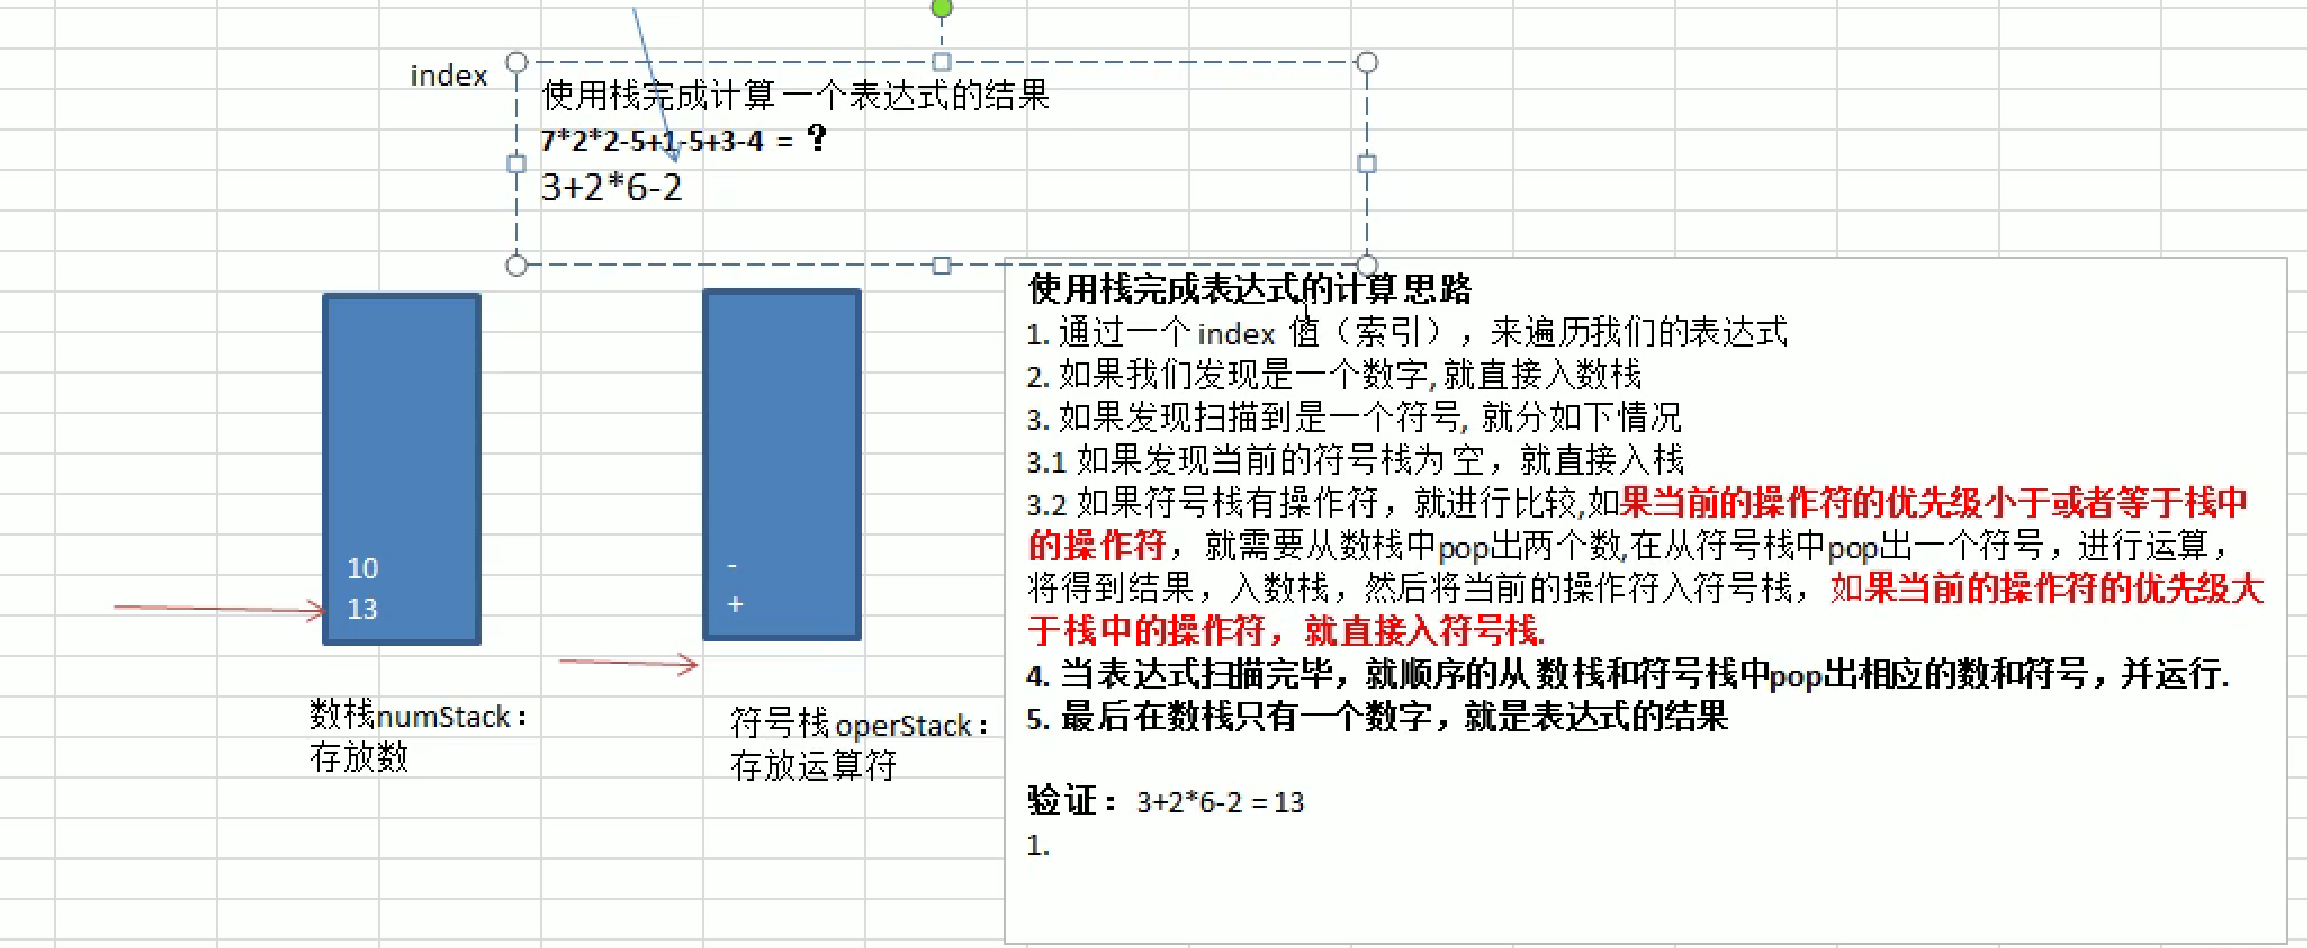 index
使用栈完成计算 一个表达式的结果
7*2*2-5+1-5+3-4 = ?
3+2*6-2
10
13
-
+
数栈numStack：
存放数
符号栈 operStack：
存放运算符
使用栈完成表达式的计算 思路
1. 通过一个 index 值（索引），来遍历我们的表达式
2. 如果我们发现是一个数字, 就直接入数栈
3. 如果发现扫描到是一个符号, 就分如下情况
3.1 如果发现当前的符号栈为 空，就直接入栈
3.2 如果符号栈有操作符，就进行比较,如果当前的操作符的优先级小于或者等于栈中
的操作符，就需要从数栈中pop出两个数,在从符号栈中pop出一个符号，进行运算，
将得到结果，入数栈，然后将当前的操作符入符号栈，如果当前的操作符的优先级大
于栈中的操作符，就直接入符号栈.
4. 当表达式扫描完毕，就顺序的从 数栈和符号栈中pop出相应的数和符号，并运行.
5. 最后在数栈只有一个数字，就是表达式的结果
验证：3+2*6-2 = 13
1.